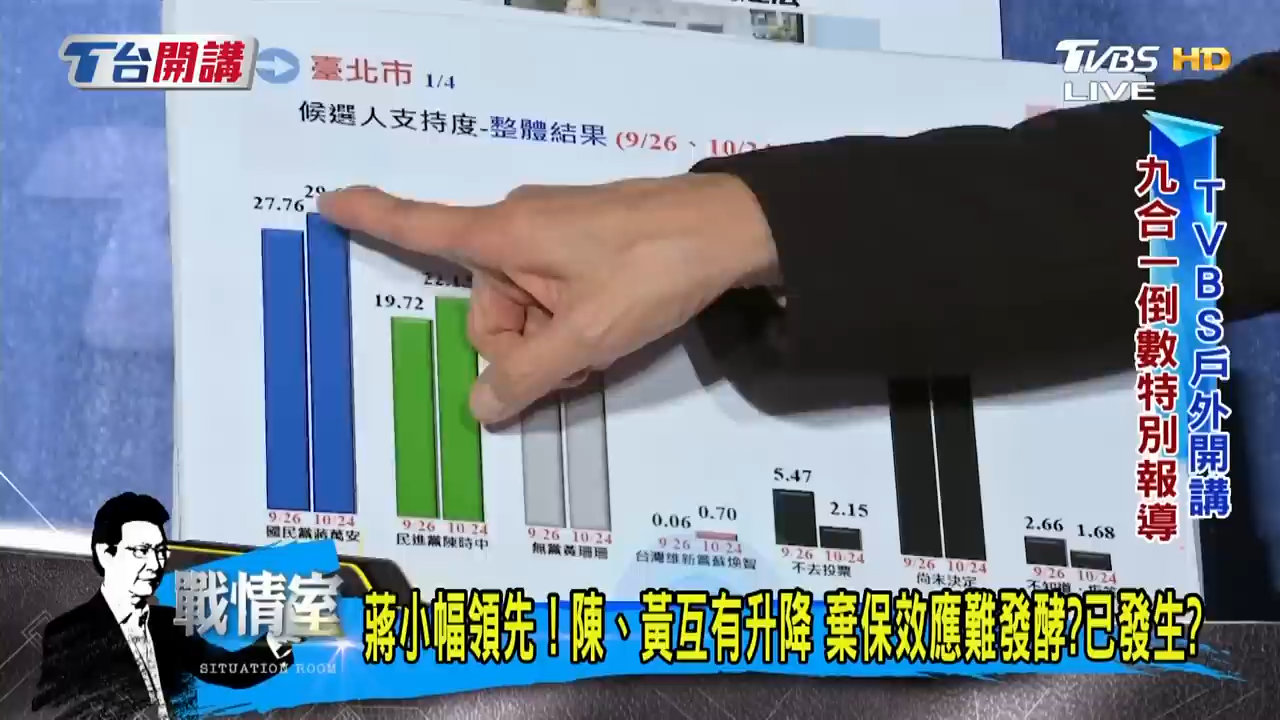 T台開講
TVBS HD
LIVE
臺北市 1/4
候選人支持度-整體結果 (9/26、10/24
27.76
19.72
0.06
0.70
5.47
2.15
2.66
1.68
9/26 10/24
國民黨蔣萬安
9/26 10/24
民進黨陳時中
9/26 10/24
無黨黃珊珊
9/26 10/24
台灣維新黨蘇煥智
9/26 10/24
不去投票
9/26 10/24
尚未決定
9/26 10/24
TVBS戶外開講
九合一倒數特別報導
戰情室
SITUATION ROOM
蔣小幅領先！陳、黃互有升降 棄保效應難發酵?已發生?